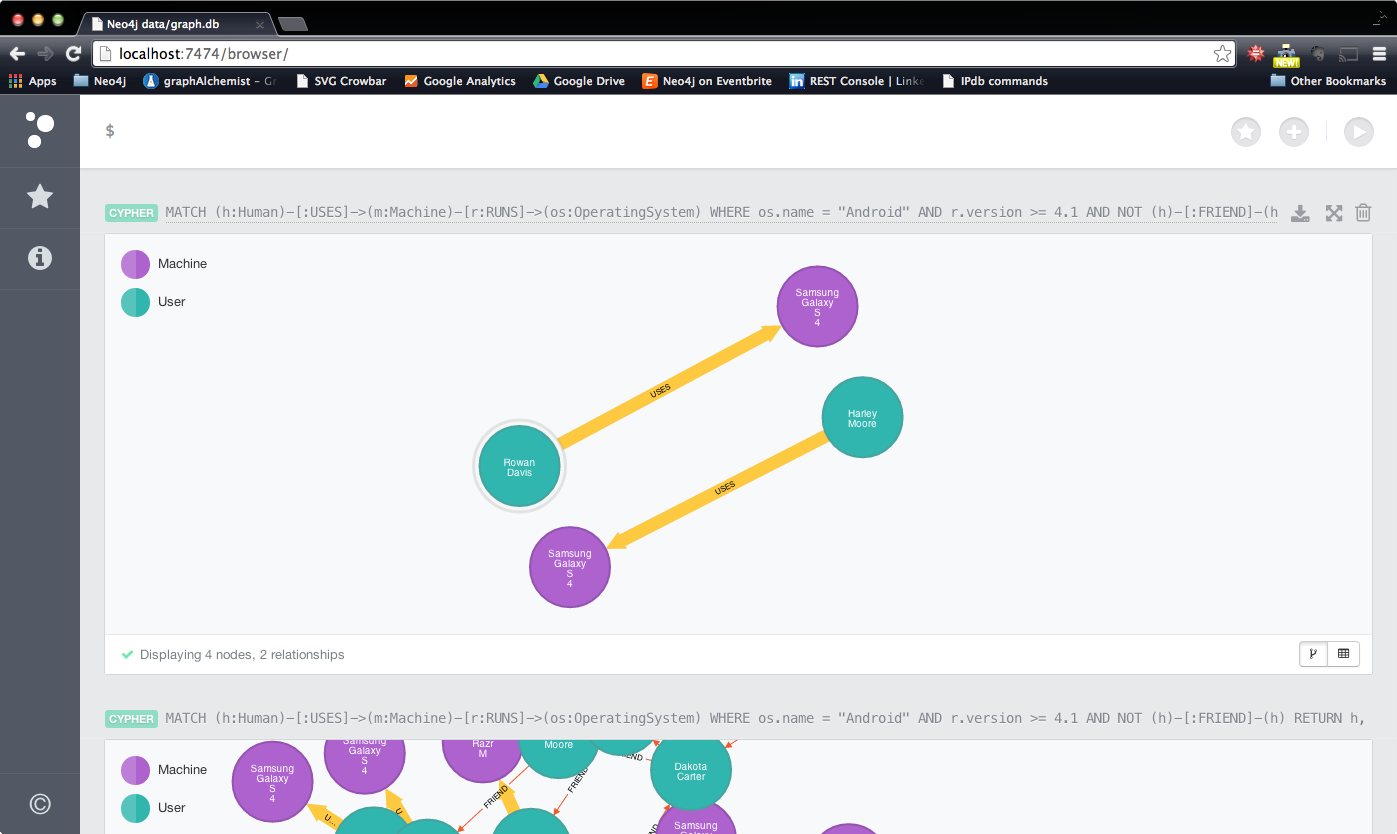 Neo4j data/graph.db
localhost:7474/browser/
NEW!
Apps Neo4j graphAlchemist – SVG Crowbar Google Analytics Google Drive Neo4j on Eventbrite REST Console | Link IPdb commands Other Bookmarks
$
CYPHER MATCH (h:Human)-[:USES]->(m:Machine)-[r:RUNS]->(os:OperatingSystem) WHERE os.name = "Android" AND r.version >= 4.1 AND NOT (h)-[:FRIEND]-(h
Machine
User
Samsung
Galaxy
S
4
USES
Harley
Moore
Rowan
Davis
USES
Samsung
Galaxy
S
4
Displaying 4 nodes, 2 relationships
CYPHER MATCH (h:Human)-[:USES]->(m:Machine)-[r:RUNS]->(os:OperatingSystem) WHERE os.name = "Android" AND r.version >= 4.1 AND NOT (h)-[:FRIEND]-(h) RETURN h,
Machine
User
Samsung
Galaxy
S
4
Samsung
Galaxy
S
4
Razr
M
Moore
Dakota
Carter
FRIEND
FRIEND
U...
U
Samsung
©